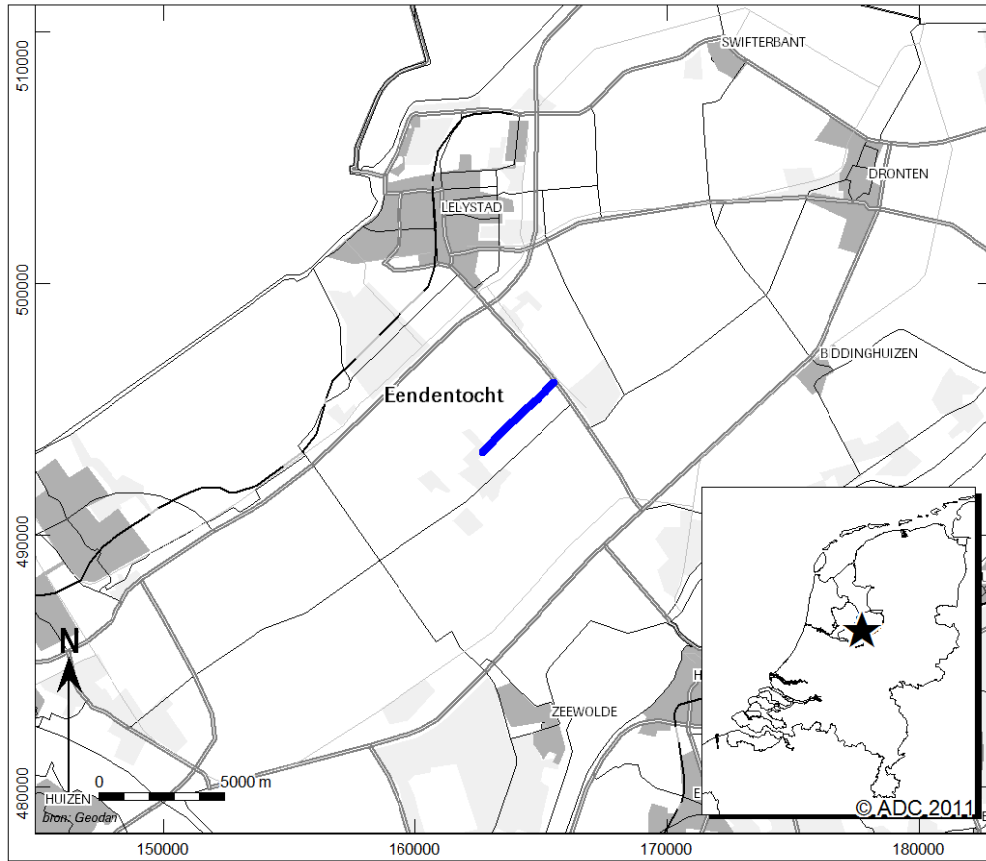 510000
500000
490000
480000
SWIFTERBANT
DRONTEN
LELYSTAD
BIDDINGHUIZEN
Eendentocht
N
ZEEWOLDE
H
E
0 5000 m
HUIZEN
bron: Geodan
© ADC 2011
150000 160000 170000 180000